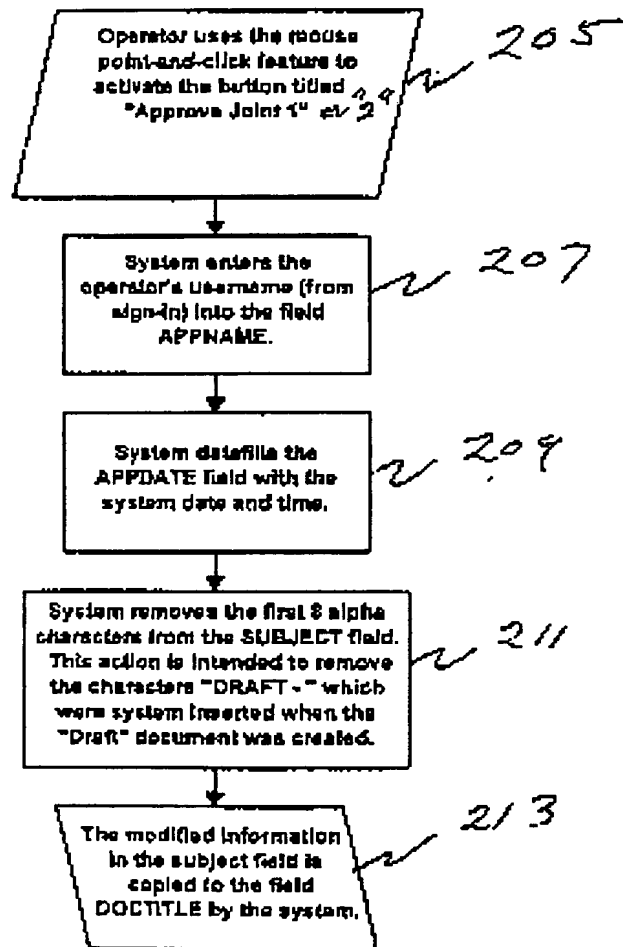 Operator uses the mouse
point-and-click feature to
activate the button titled
"Approve Joint 1"
205
System enters the
operator's username (from
sign-in) into the field
APPNAME.
207
System datafills the
APPDATE field with the
system date and time.
209
System removes the first 8 alpha
characters from the SUBJECT field.
This action is intended to remove
the characters "DRAFT -" which
were system inserted when the
"Draft" document was created.
211
The modified information
in the subject field is
copied to the field
DOCTITLE by the system.
213